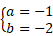 {a = −1
b = −2